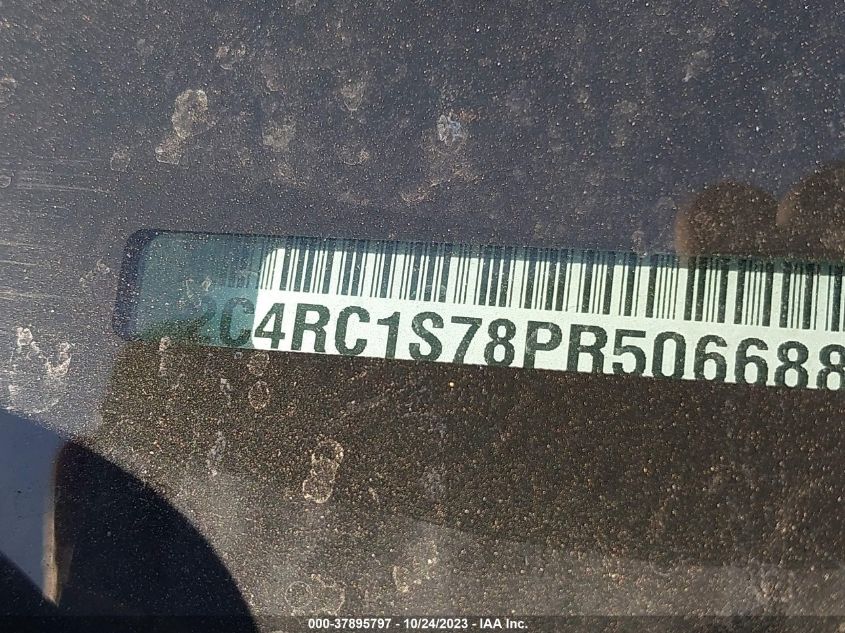 2C4RC1S78PR506688
000-37895797 - 10/24/2023 - IAA Inc.